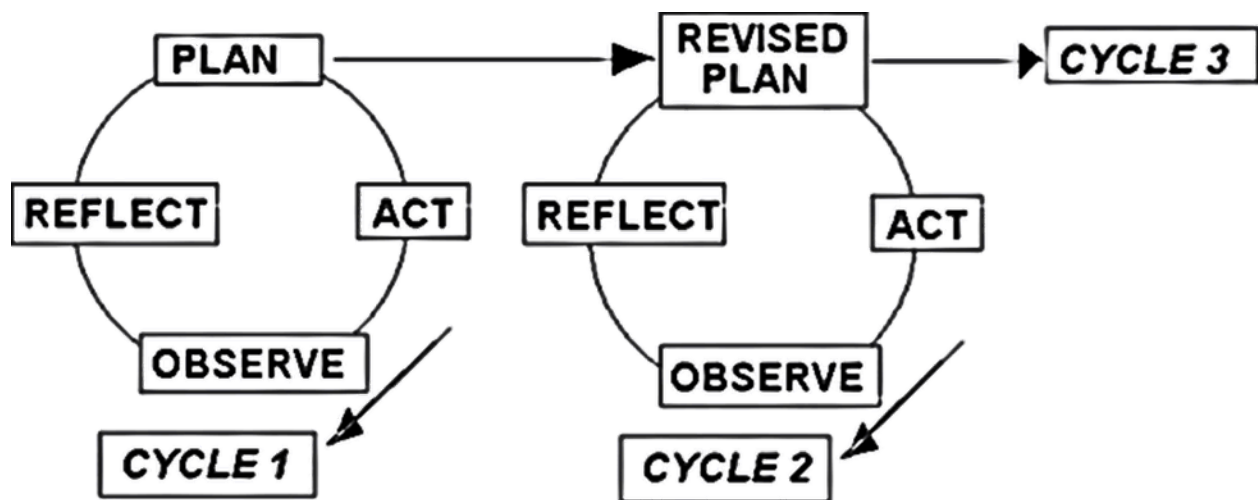 PLAN
REVISED
PLAN
CYCLE 3
REFLECT
ACT
REFLECT
ACT
OBSERVE
OBSERVE
CYCLE 1
CYCLE 2